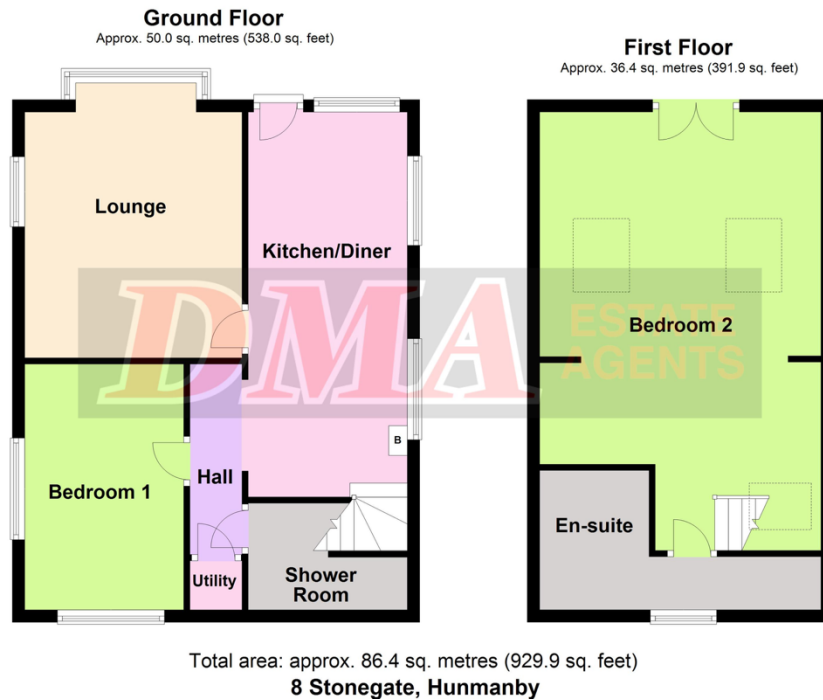 Ground Floor
Approx. 50.0 sq. metres (538.0 sq. feet)
First Floor
Approx. 36.4 sq. metres (391.9 sq. feet)
Lounge
Kitchen/Diner
DMA
ESTATE
AGENTS
Bedroom 2
B
Hall
Bedroom 1
En-suite
Utility
Shower
Room
Total area: approx. 86.4 sq. metres (929.9 sq. feet)
8 Stonegate, Hunmanby